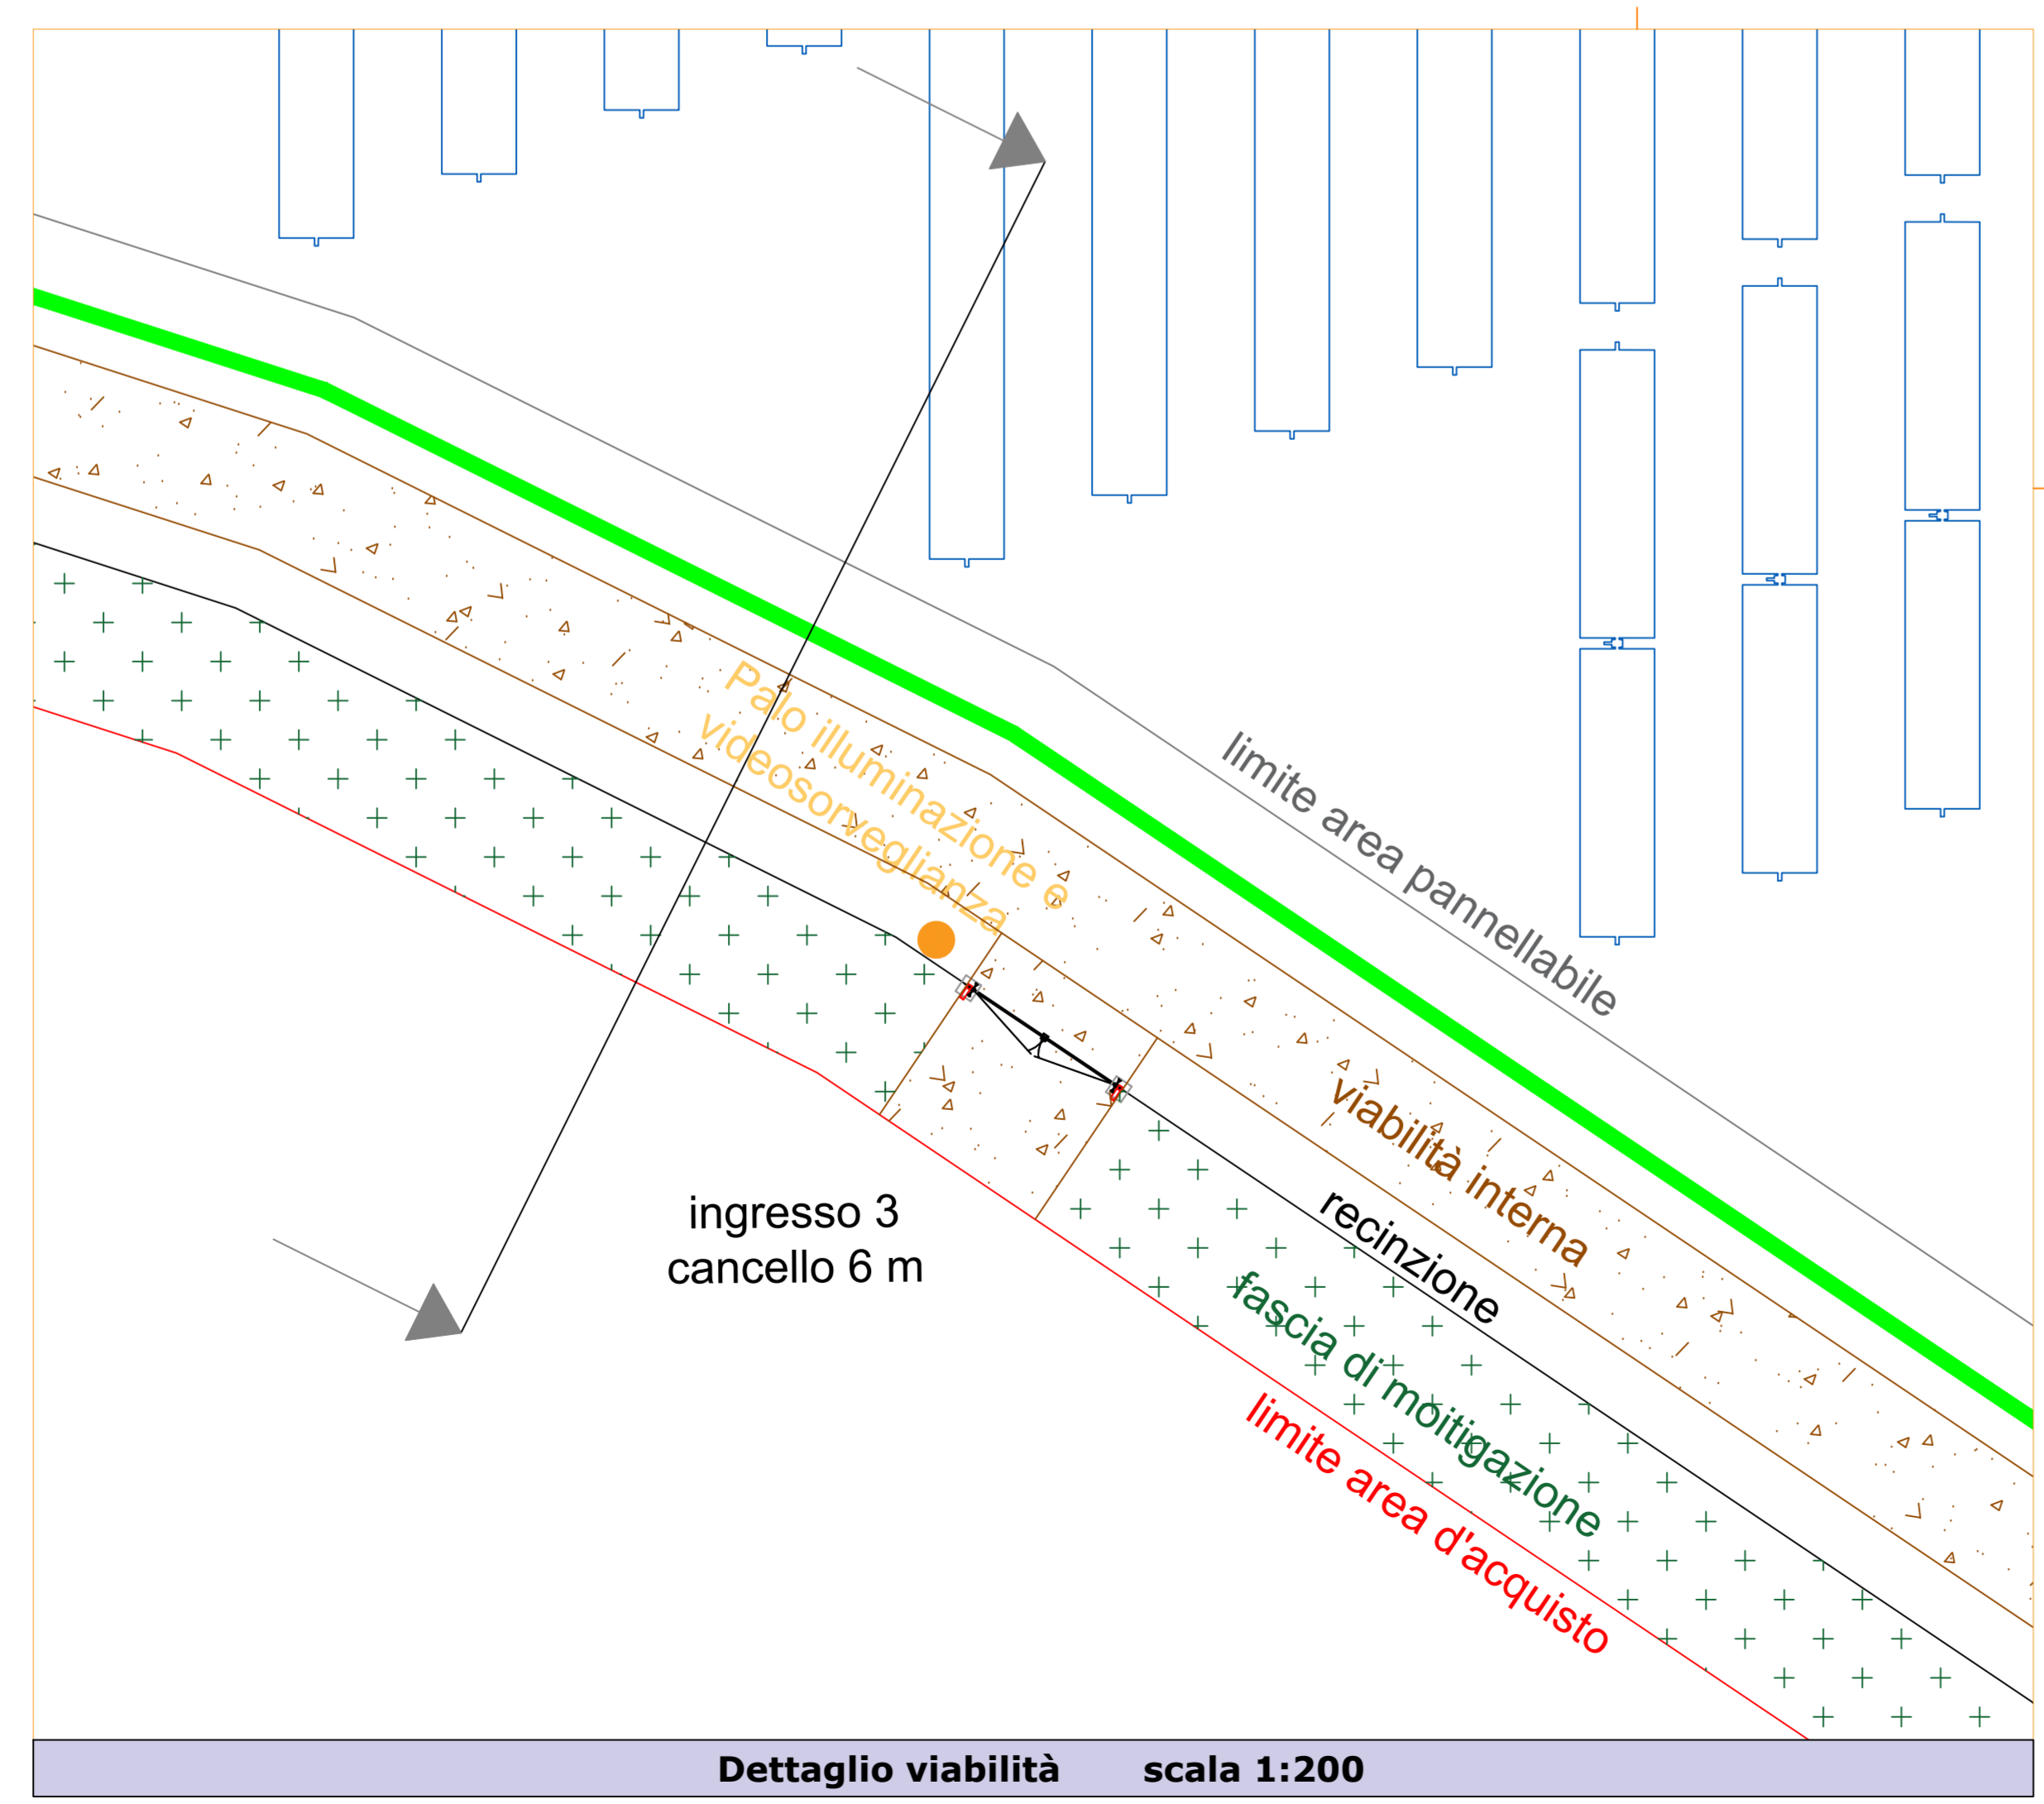 Palo illuminazione e
videosorveglianza
limite area pannellabile
viabilità interna
recinzione
fascia di moitigazione
limite area d'acquisto
ingresso 3
cancello 6 m
Dettaglio viabilità scala 1:200